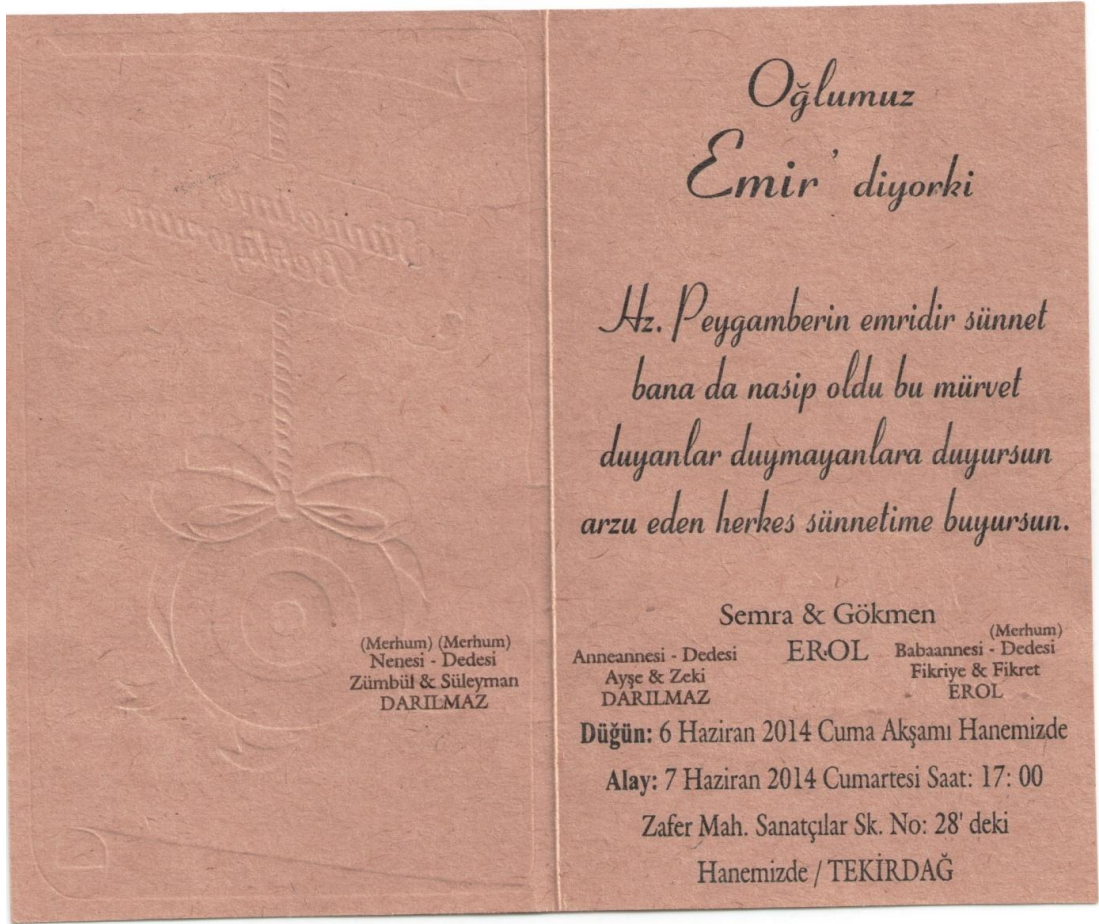 Sünnetime
Bekliyorum
(Merhum) (Merhum)
Nenesi - Dedesi
Zümbül & Süleyman
DARILMAZ
Oğlumuz
Emir' diyorki
Hz. Peygamberin emridir sünnet
bana da nasip oldu bu mürvet
duyanlar duymayanlara duyursun
arzu eden herkes sünnetime buyursun.
Semra & Gökmen
EROL
Anneannesi - Dedesi
Ayşe & Zeki
DARILMAZ
(Merhum)
Babaannesi - Dedesi
Fikriye & Fikret
EROL
Düğün: 6 Haziran 2014 Cuma Akşamı Hanemizde
Alay: 7 Haziran 2014 Cumartesi Saat: 17: 00
Zafer Mah. Sanatçılar Sk. No: 28' deki
Hanemizde / TEKİRDAĞ